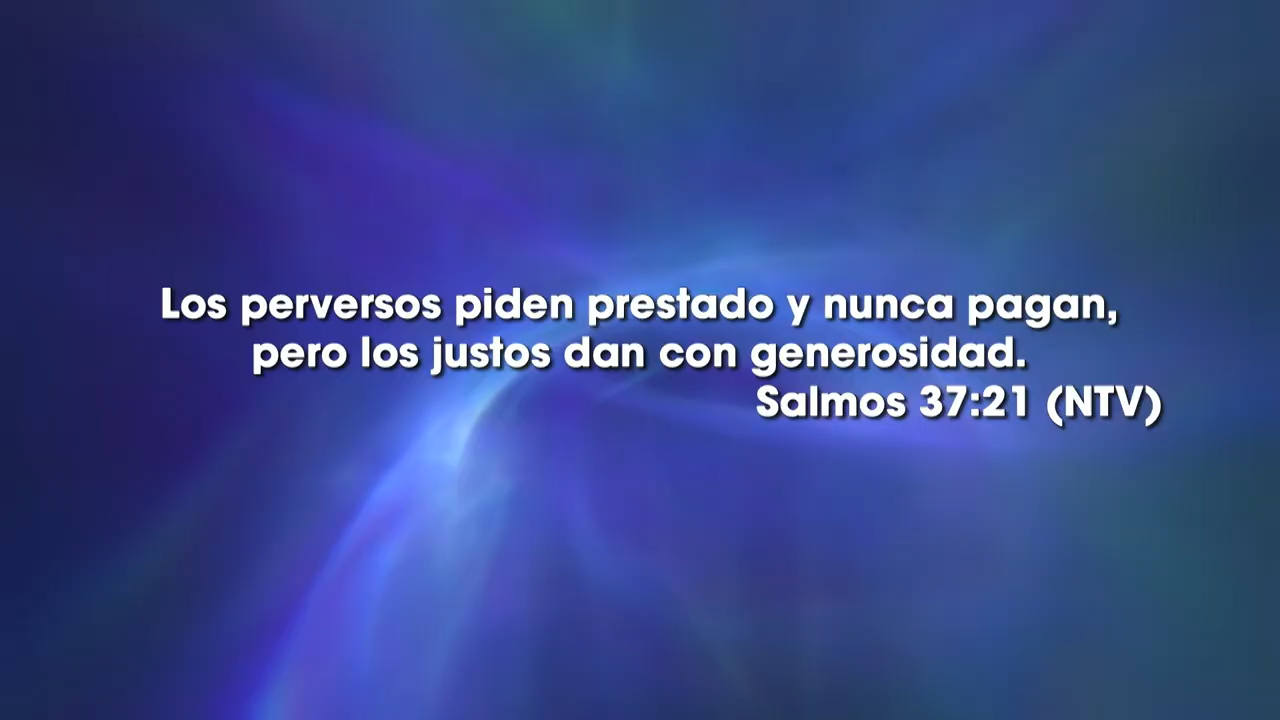 Los perversos piden prestado y nunca pagan,
pero los justos dan con generosidad.
Salmos 37:21 (NTV)